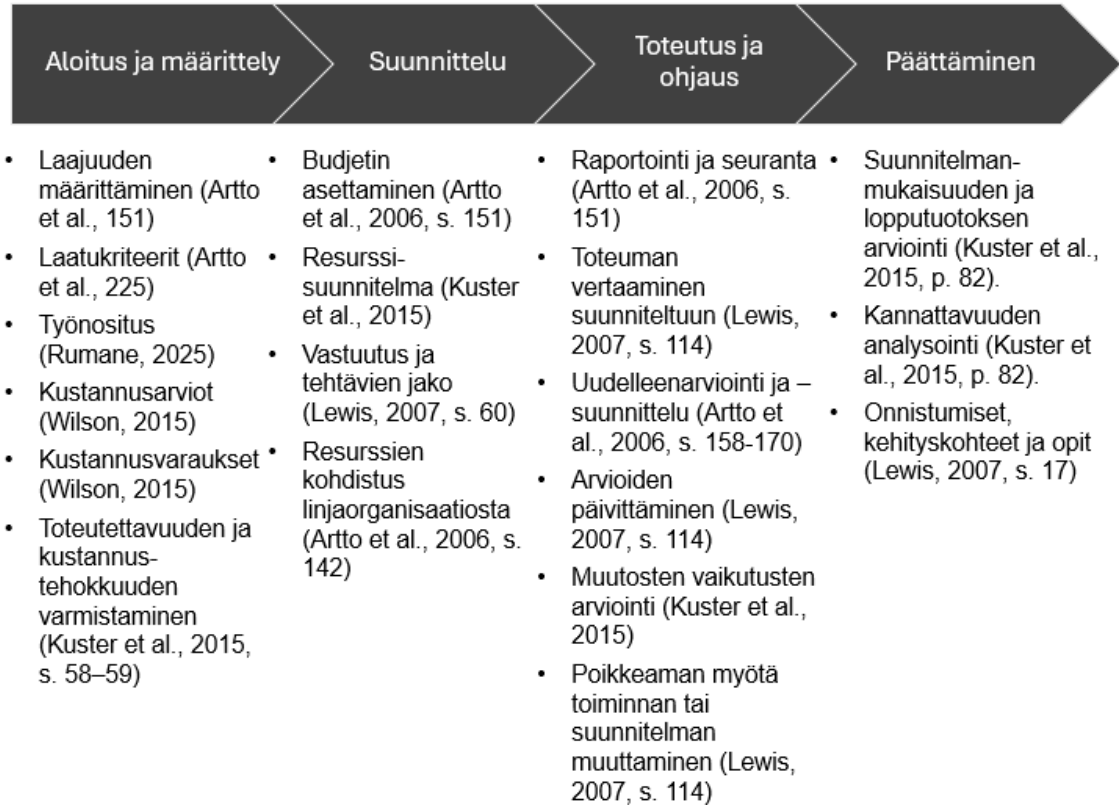 Aloitus ja määrittely
Suunnittelu
Toteutus ja
ohjaus
Päättäminen
• Laajuuden
määrittäminen (Artto
et al., 151)
• Laatukriteerit (Artto
et al., 225)
• Työnositus
(Rumane, 2025)
• Kustannusarviot
(Wilson, 2015)
• Kustannusvaraukset
(Wilson, 2015)
• Toteutettavuuden ja
kustannus-
tehokkuuden
varmistaminen
(Kuster et al., 2015,
s. 58–59)
• Budjetin
asettaminen (Artto
et al., 2006, s. 151)
• Resurssi-
suunnitelma (Kuster
et al., 2015)
• Vastuutus ja
tehtävien jako
(Lewis, 2007, s. 60)
• Resurssien
kohdistus
linjaorganisaatiosta
(Artto et al., 2006, s.
142)
• Raportointi ja seuranta
(Artto et al., 2006, s.
151)
• Toteuman
vertaaminen
suunniteltuun (Lewis,
2007, s. 114)
• Uudelleenarviointi ja –
suunnittelu (Artto et
al., 2006, s. 158-170)
• Arvioiden
päivittäminen (Lewis,
2007, s. 114)
• Muutosten vaikutusten
arviointi (Kuster et al.,
2015)
• Poikkeaman myötä
toiminnan tai
suunnitelman
muuttaminen (Lewis,
2007, s. 114)
• Suunnitelman-
mukaisuuden ja
lopputuotoksen
arviointi (Kuster et al.,
2015, p. 82).
• Kannattavuuden
analysointi (Kuster et
al., 2015, p. 82).
• Onnistumiset,
kehityskohteet ja opit
(Lewis, 2007, s. 17)